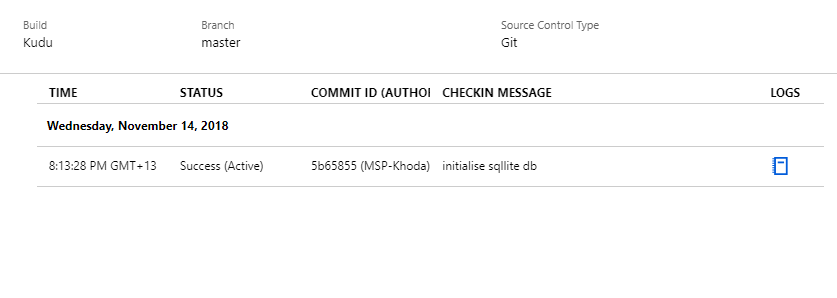 Build Branch Source Control Type
Kudu master Git
TIME STATUS COMMIT ID (AUTHOI CHECKIN MESSAGE LOGS
Wednesday, November 14, 2018
8:13:28 PM GMT+13 Success (Active) 5b65855 (MSP-Khoda) initialise sqllite db